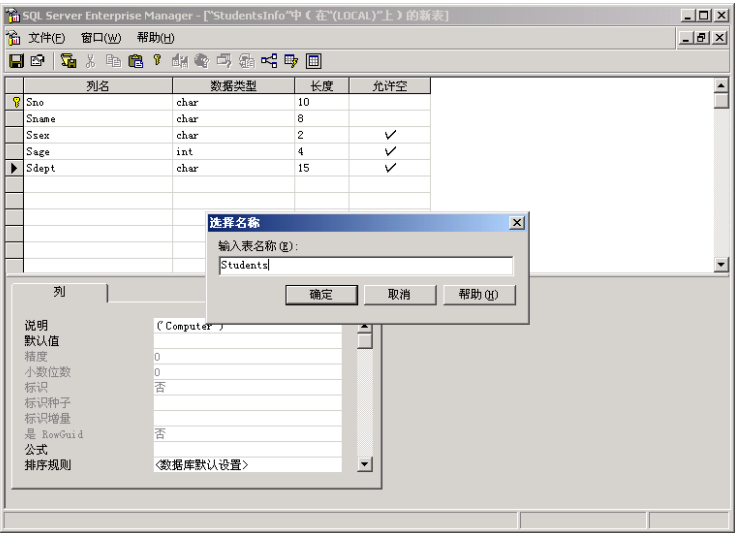 SQL Server Enterprise Manager - ["StudentsInfo"中（ 在"(LOCAL)"上 ）的新表]
文件(F) 窗口(W) 帮助(H)
列名 数据类型 长度 允许空
Sno char 10
Sname char 8
Ssex char 2
Sage int 4
Sdept char 15
选择名称
输入表名称(E):
Students
确定 取消 帮助(H)
列
说明 ('Computer')
默认值
精度 0
小数位数 0
标识 否
标识种子
标识增量
是 RowGuid 否
公式
排序规则 <数据库默认设置>